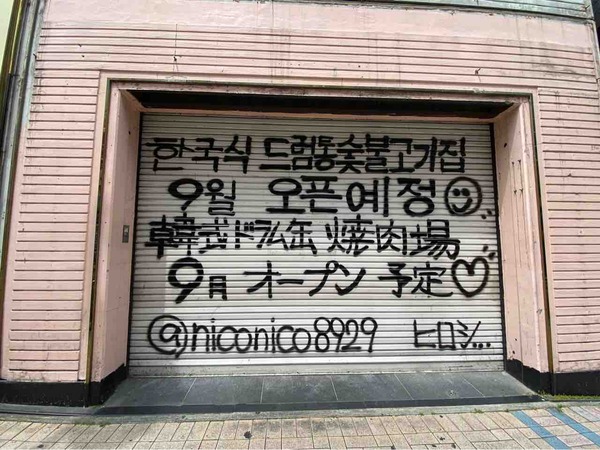 한국식 드럼통숯불고기집
9월 오픈예정
韓式ドラム缶 焼肉場
9月 オープン 予定
@niconico8929 ヒロシ...